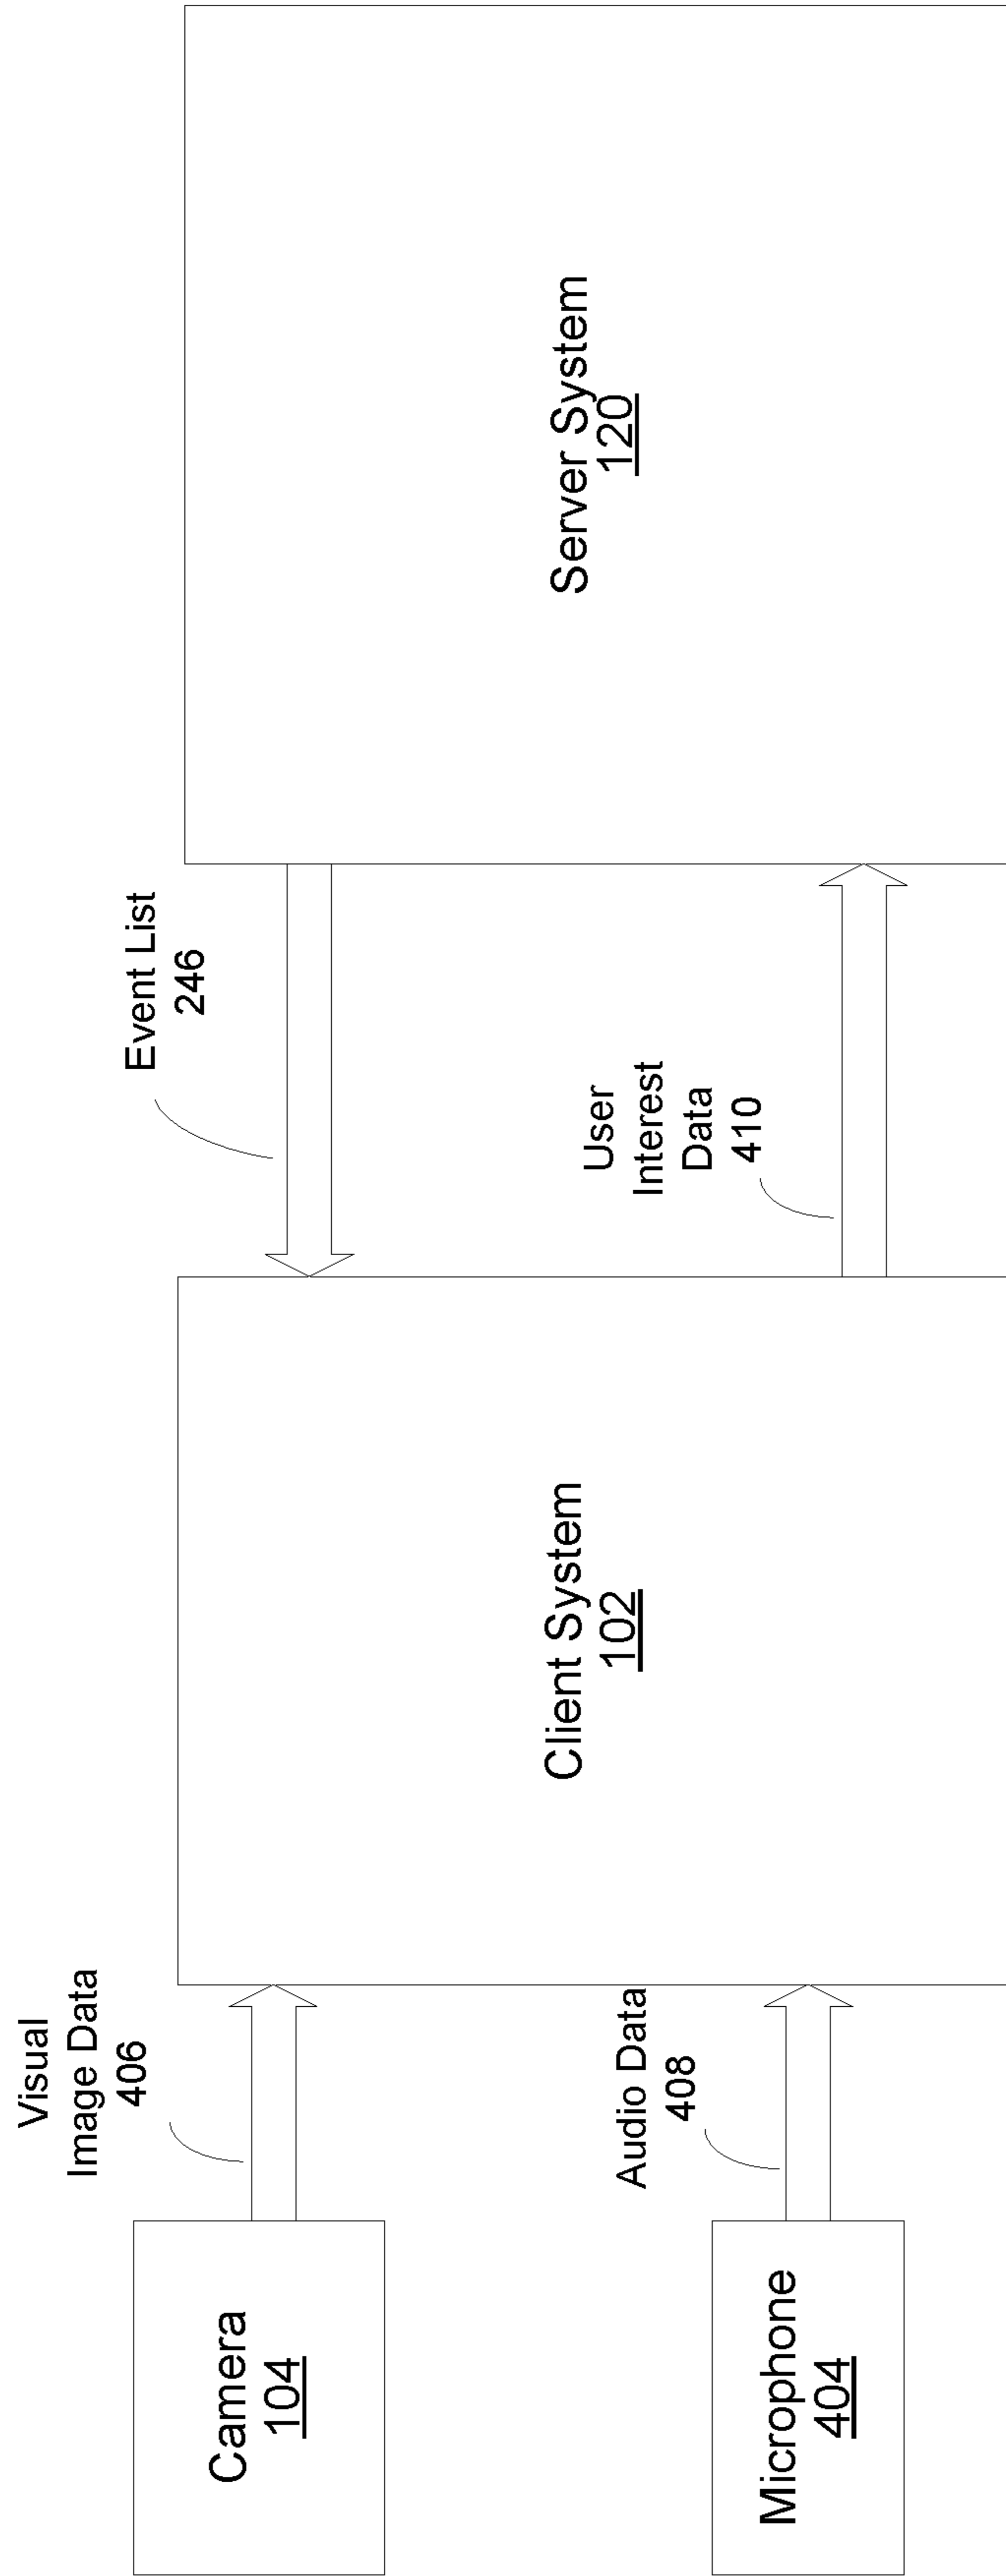 Camera
104
Visual
Image Data
406
Microphone
404
Audio Data
408
Client System
102
Event List
246
User
Interest
Data
410
Server System
120